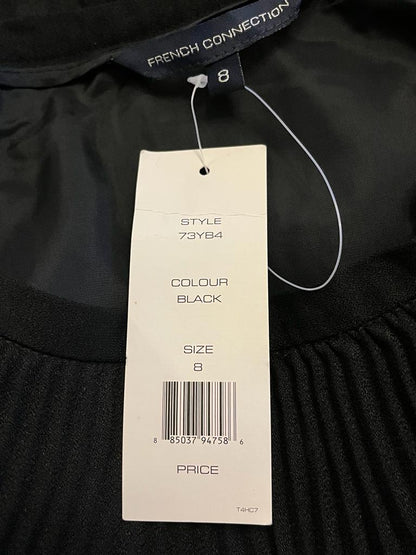 FRENCH CONNECTION
8
STYLE
73YB4
COLOUR
BLACK
SIZE
8
8 85037 94758 6
PRICE
T4HC7